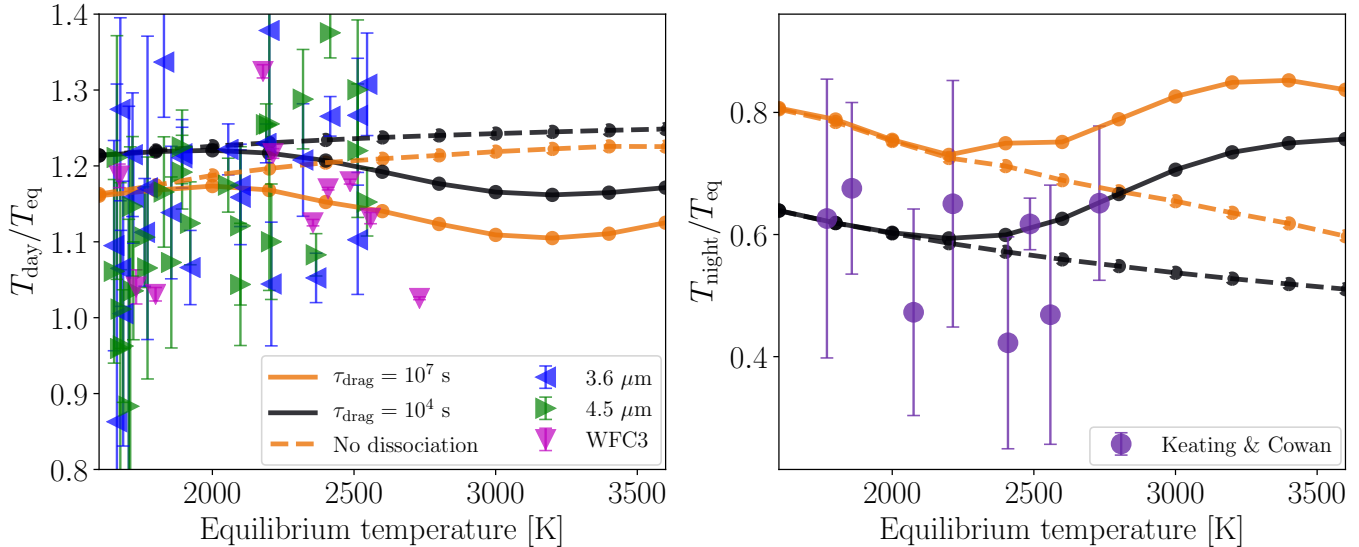 1.4
1.3
1.2
1.1
1.0
0.9
0.8
T_day/T_eq
2000
2500
3000
3500
Equilibrium temperature [K]
τ_drag = 10^7 s
τ_drag = 10^4 s
No dissociation
3.6 μm
4.5 μm
WFC3
0.8
0.6
0.4
T_night/T_eq
2000
2500
3000
3500
Equilibrium temperature [K]
Keating & Cowan